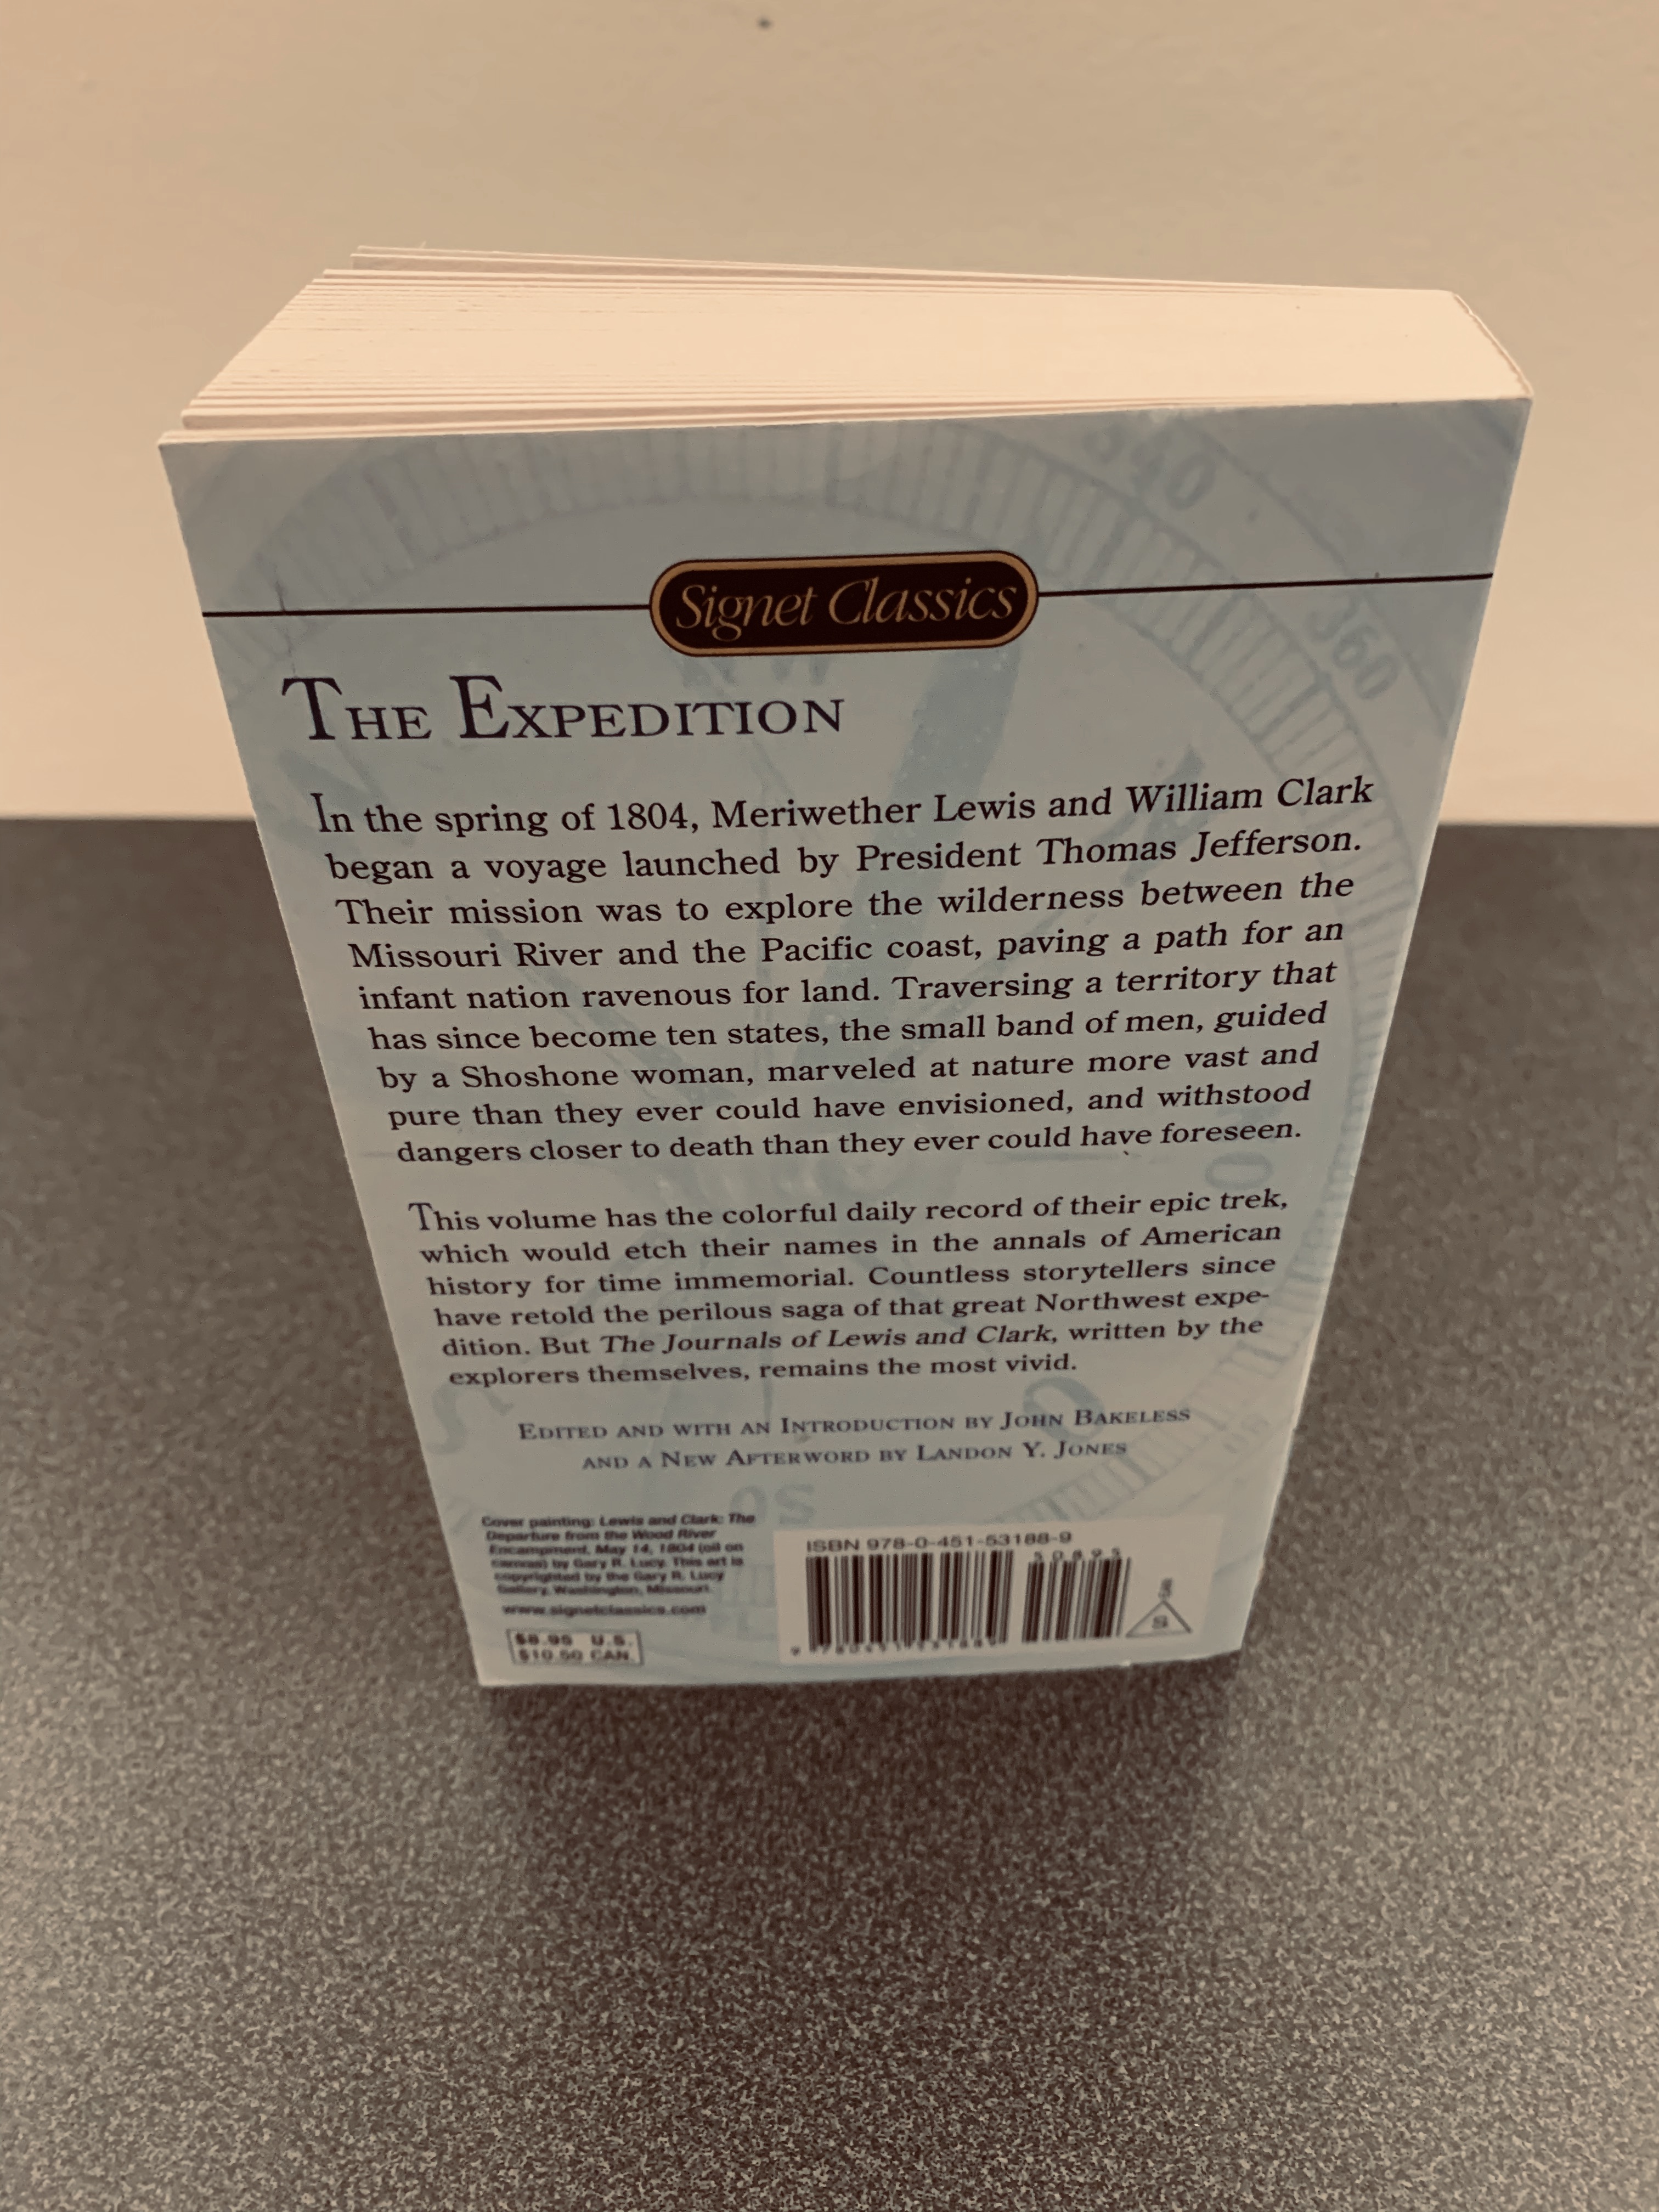 340
360
Signet Classics
THE EXPEDITION
In the spring of 1804, Meriwether Lewis and William Clark
began a voyage launched by President Thomas Jefferson.
Their mission was to explore the wilderness between the
Missouri River and the Pacific coast, paving a path for an
infant nation ravenous for land. Traversing a territory that
has since become ten states, the small band of men, guided
by a Shoshone woman, marveled at nature more vast and
pure than they ever could have envisioned, and withstood
dangers closer to death than they ever could have foreseen.
This volume has the colorful daily record of their epic trek,
which would etch their names in the annals of American
history for time immemorial. Countless storytellers since
have retold the perilous saga of that great Northwest expe-
dition. But The Journals of Lewis and Clark, written by the
explorers themselves, remains the most vivid.
EDITED AND WITH AN INTRODUCTION BY JOHN BAKELESS
AND A NEW AFTERWORD BY LANDON Y. JONES
Cover painting: Lewis and Clark: The
Departure from the Wood River
Encampment, May 14, 1804 (oil on
canvas) by Gary R. Lucy. This art is
copyrighted by the Gary R. Lucy
Gallery, Washington, Missouri.
www.signetclassics.com
$8.95 U.S.
$10.50 CAN.
ISBN 978-0-451-53188-9
50895
S